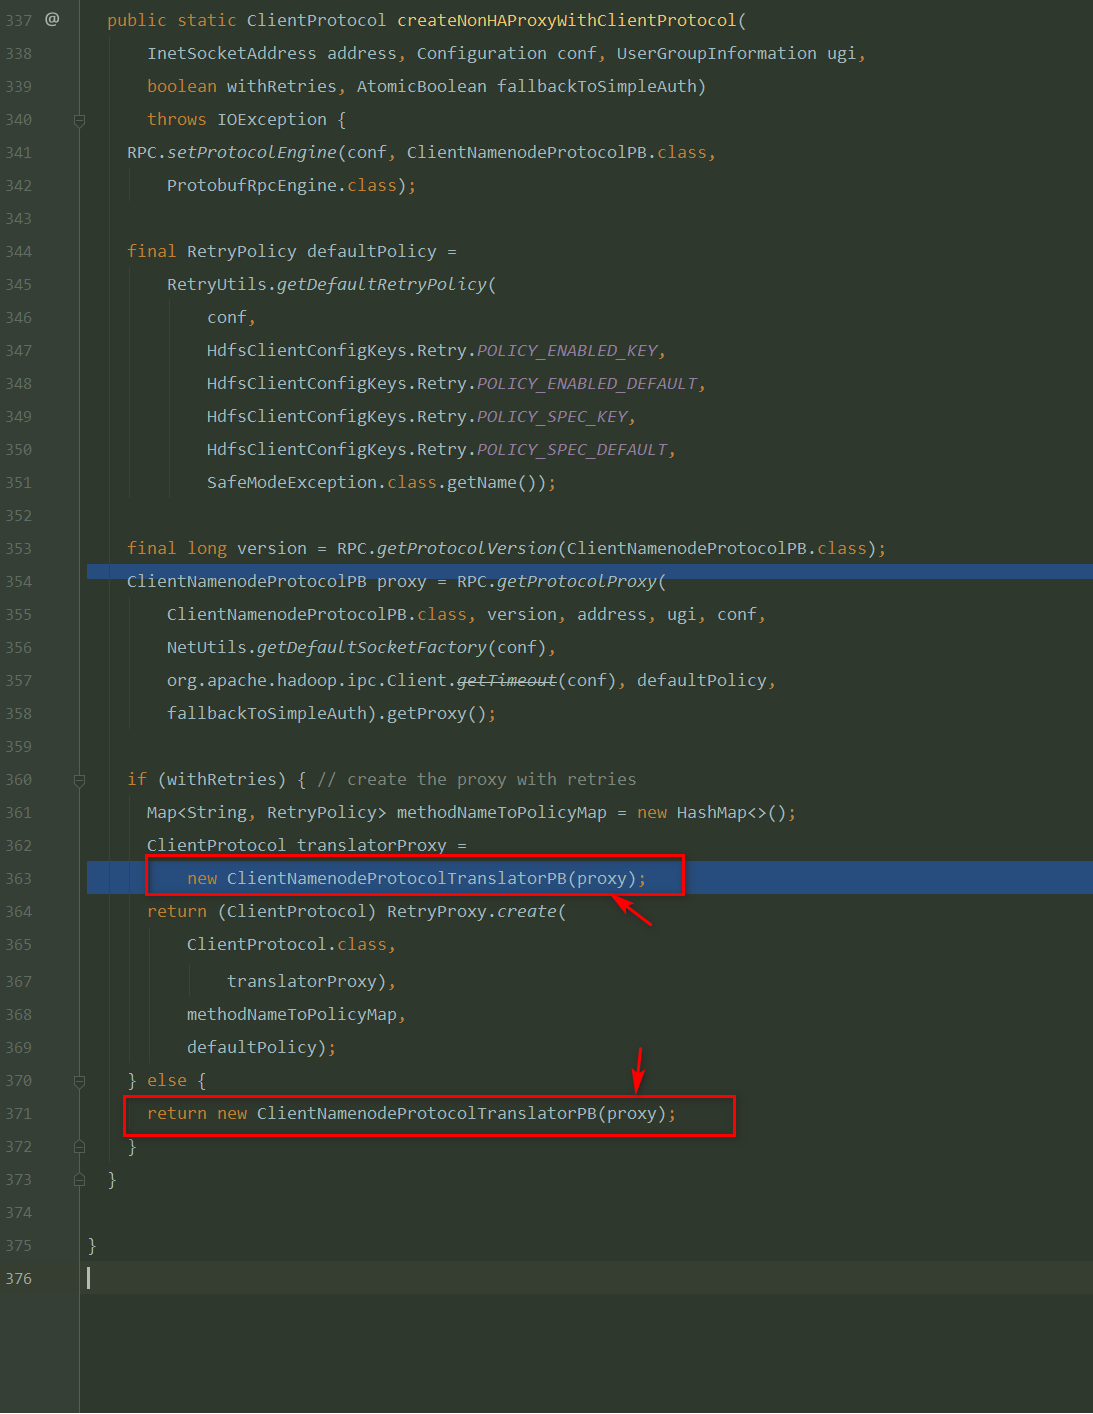 337 @ public static ClientProtocol createNonHAProxyWithClientProtocol(
338 InetSocketAddress address, Configuration conf, UserGroupInformation ugi,
339 boolean withRetries, AtomicBoolean fallbackToSimpleAuth)
340 throws IOException {
341 RPC.setProtocolEngine(conf, ClientNamenodeProtocolPB.class,
342 ProtobufRpcEngine.class);
343
344 final RetryPolicy defaultPolicy =
345 RetryUtils.getDefaultRetryPolicy(
346 conf,
347 HdfsClientConfigKeys.Retry.POLICY_ENABLED_KEY,
348 HdfsClientConfigKeys.Retry.POLICY_ENABLED_DEFAULT,
349 HdfsClientConfigKeys.Retry.POLICY_SPEC_KEY,
350 HdfsClientConfigKeys.Retry.POLICY_SPEC_DEFAULT,
351 SafeModeException.class.getName());
352
353 final long version = RPC.getProtocolVersion(ClientNamenodeProtocolPB.class);
354 ClientNamenodeProtocolPB proxy = RPC.getProtocolProxy(
355 ClientNamenodeProtocolPB.class, version, address, ugi, conf,
356 NetUtils.getDefaultSocketFactory(conf),
357 org.apache.hadoop.ipc.Client.getTimeout(conf), defaultPolicy,
358 fallbackToSimpleAuth).getProxy();
359
360 if (withRetries) { // create the proxy with retries
361 Map<String, RetryPolicy> methodNameToPolicyMap = new HashMap<>();
362 ClientProtocol translatorProxy =
363 new ClientNamenodeProtocolTranslatorPB(proxy);
364 return (ClientProtocol) RetryProxy.create(
365 ClientProtocol.class,
367 translatorProxy),
368 methodNameToPolicyMap,
369 defaultPolicy);
370 } else {
371 return new ClientNamenodeProtocolTranslatorPB(proxy);
372 }
373 }
374
375 }
376